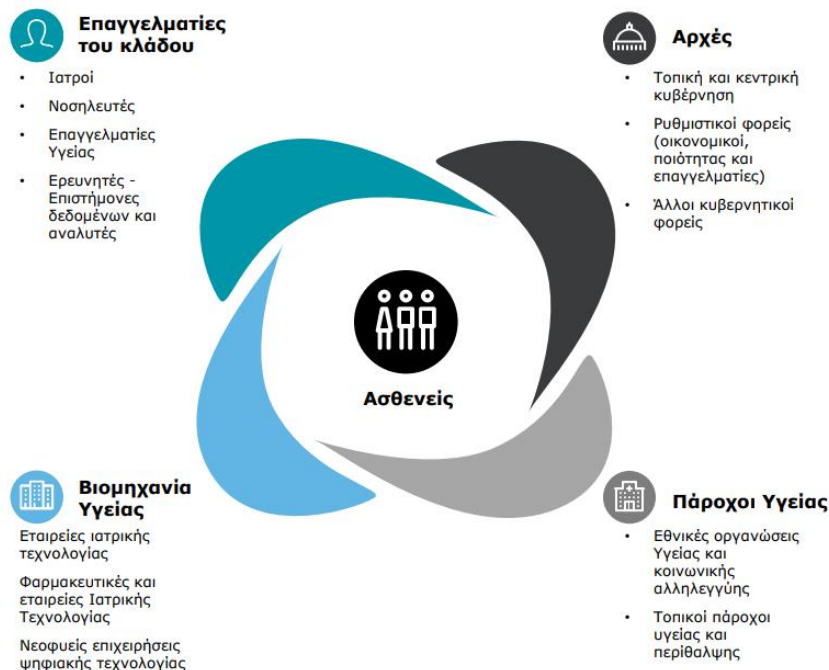 Επαγγελματίες
του κλάδου
• Ιατροί
• Νοσηλευτές
• Επαγγελματίες
Υγείας
• Ερευνητές -
Επιστήμονες
δεδομένων και
αναλυτές
Αρχές
• Τοπική και κεντρική
κυβέρνηση
• Ρυθμιστικοί φορείς
(οικονομικοί,
ποιότητας και
επαγγελματίες)
• Άλλοι κυβερνητικοί
φορείς
Ασθενείς
Βιομηχανία
Υγείας
Εταιρείες ιατρικής
τεχνολογίας
Φαρμακευτικές και
εταιρείες Ιατρικής
Τεχνολογίας
Νεοφυείς επιχειρήσεις
ψηφιακής τεχνολογίας
Πάροχοι Υγείας
• Εθνικές οργανώσεις
Υγείας και
κοινωνικής
αλληλεγγύης
• Τοπικοί πάροχοι
υγείας και
περίθαλψης